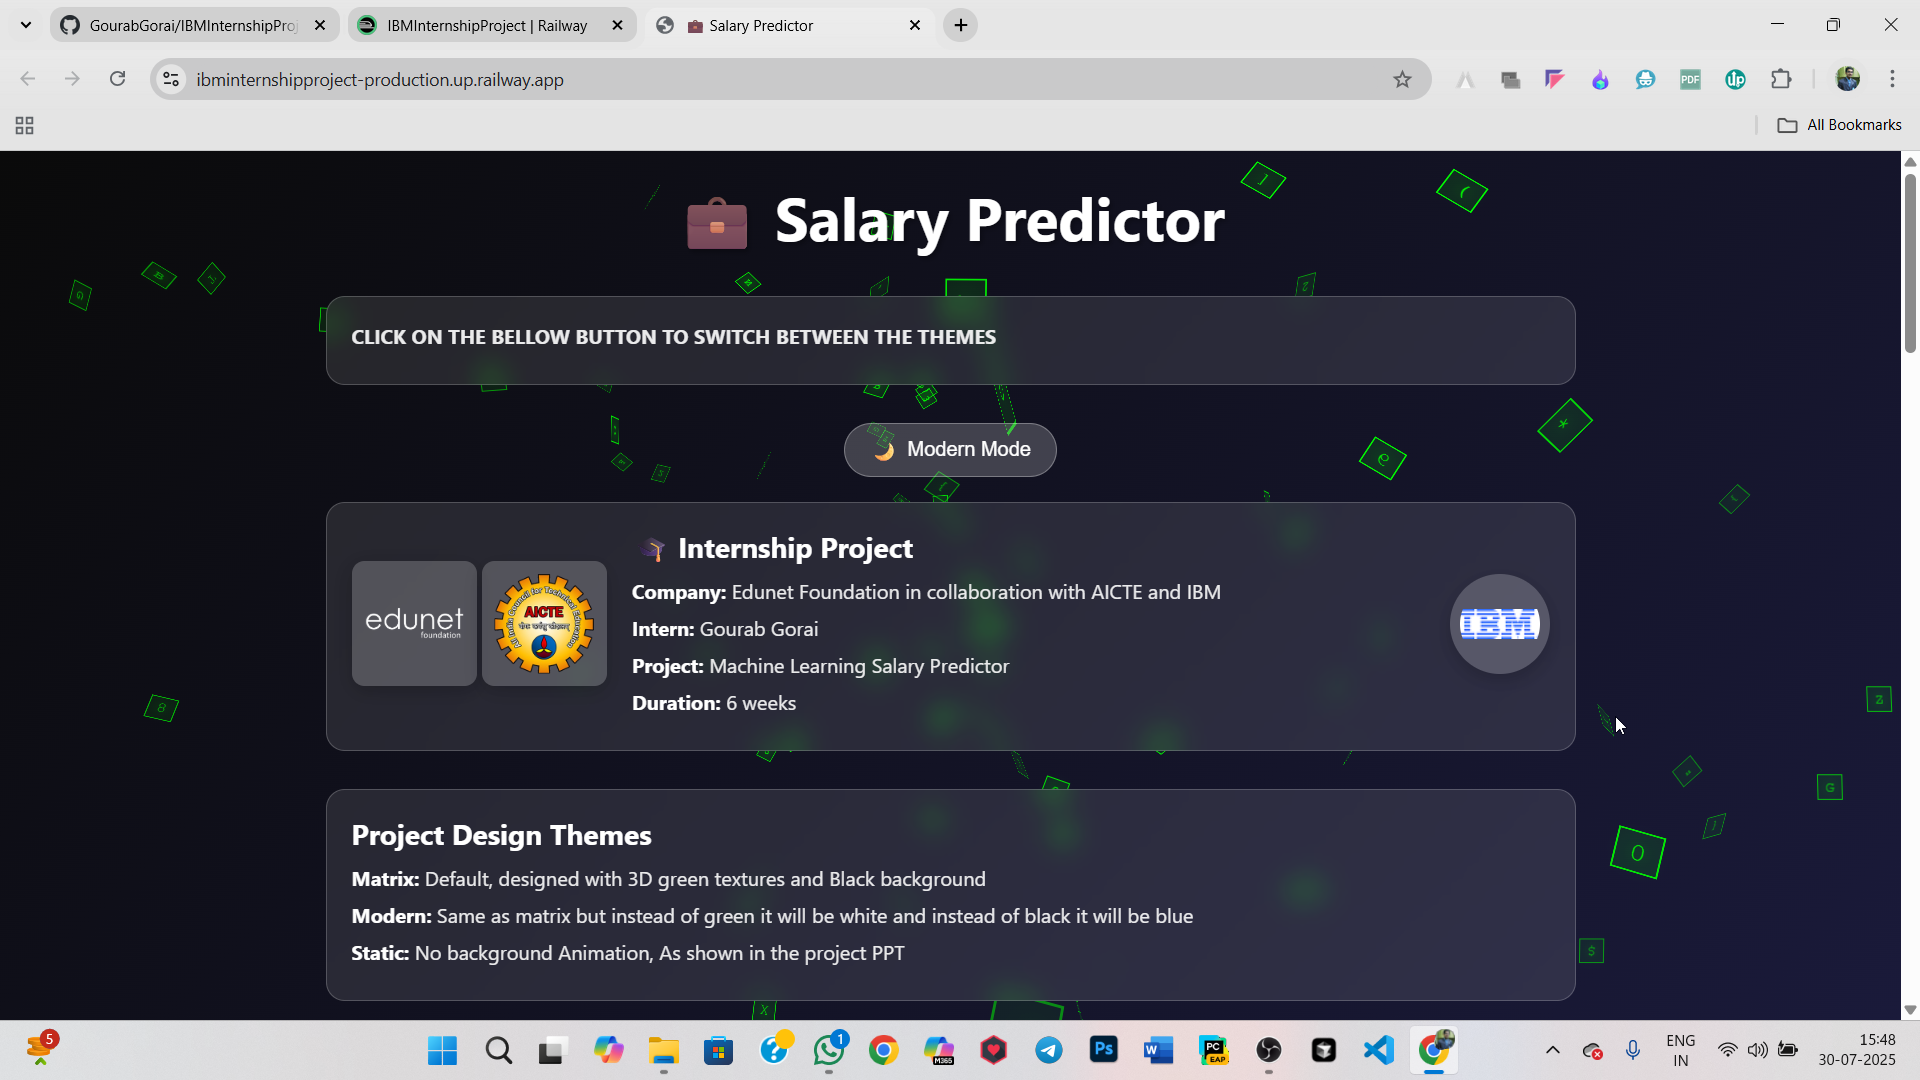 GourabGorai/IBMInternshipProj
IBMInternshipProject | Railway
Salary Predictor
ibminternshipproject-production.up.railway.app
All Bookmarks
Salary Predictor
CLICK ON THE BELLOW BUTTON TO SWITCH BETWEEN THE THEMES
Modern Mode
Internship Project
Company: Edunet Foundation in collaboration with AICTE and IBM
Intern: Gourab Gorai
Project: Machine Learning Salary Predictor
Duration: 6 weeks
edunet
foundation
AICTE
IBM
Project Design Themes
Matrix: Default, designed with 3D green textures and Black background
Modern: Same as matrix but instead of green it will be white and instead of black it will be blue
Static: No background Animation, As shown in the project PPT
5
1
ENG
IN
15:48
30-07-2025